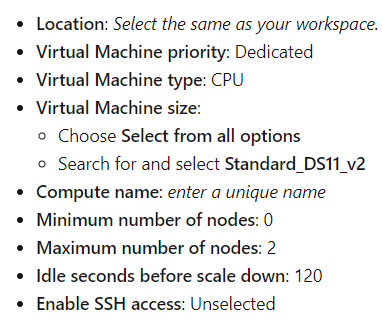 Location: Select the same as your workspace.
Virtual Machine priority: Dedicated
Virtual Machine type: CPU
Virtual Machine size:
Choose Select from all options
Search for and select Standard_DS11_v2
Compute name: enter a unique name
Minimum number of nodes: 0
Maximum number of nodes: 2
Idle seconds before scale down: 120
Enable SSH access: Unselected